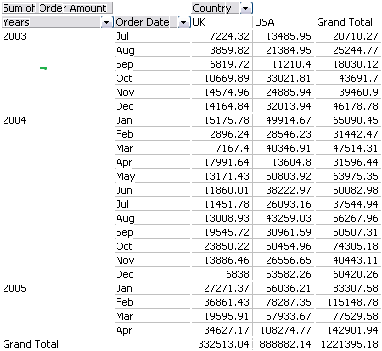 Sum of Order Amount Country
Years Order Date UK USA Grand Total
2003 Jul 7224.32 13485.95 20710.27
Aug 3859.82 21384.95 25244.77
Sep 6819.72 11210.4 18030.12
Oct 10669.89 33021.81 43691.7
Nov 14574.96 24885.94 39460.9
Dec 14164.84 32013.94 46178.78
2004 Jan 15175.78 49914.67 65090.45
Feb 2896.24 28546.23 31442.47
Mar 7167.4 40346.91 47514.31
Apr 17991.64 13604.8 31596.44
May 13171.43 50803.92 63975.35
Jun 11860.01 38222.97 50082.98
Jul 11451.78 26093.16 37544.94
Aug 13008.93 43259.03 56267.96
Sep 19545.72 30961.59 50507.31
Oct 23850.22 50454.96 74305.18
Nov 13886.46 26556.65 40443.11
Dec 6838 53582.26 60420.26
2005 Jan 27271.37 56036.21 83307.58
Feb 36861.43 78287.35 115148.78
Mar 19595.91 57933.67 77529.58
Apr 34627.17 108274.77 142901.94
Grand Total 332513.04 888882.14 1221395.18